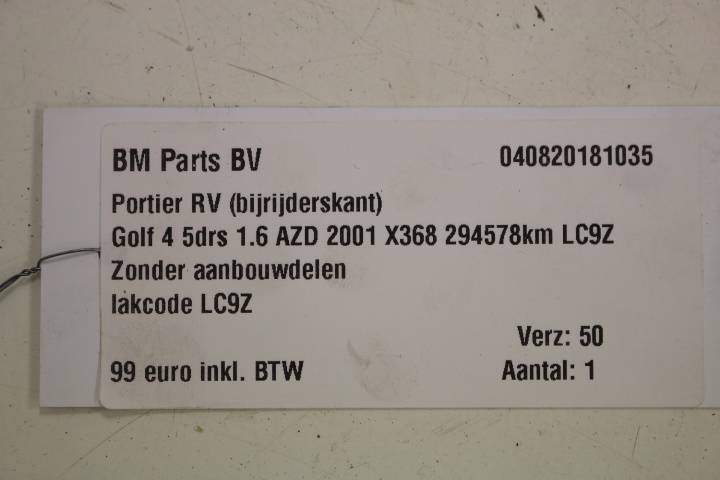 BM Parts BV 040820181035
Portier RV (bijrijderskant)
Golf 4 5drs 1.6 AZD 2001 X368 294578km LC9Z
Zonder aanbouwdelen
lakcode LC9Z
Verz: 50
99 euro inkl. BTW Aantal: 1